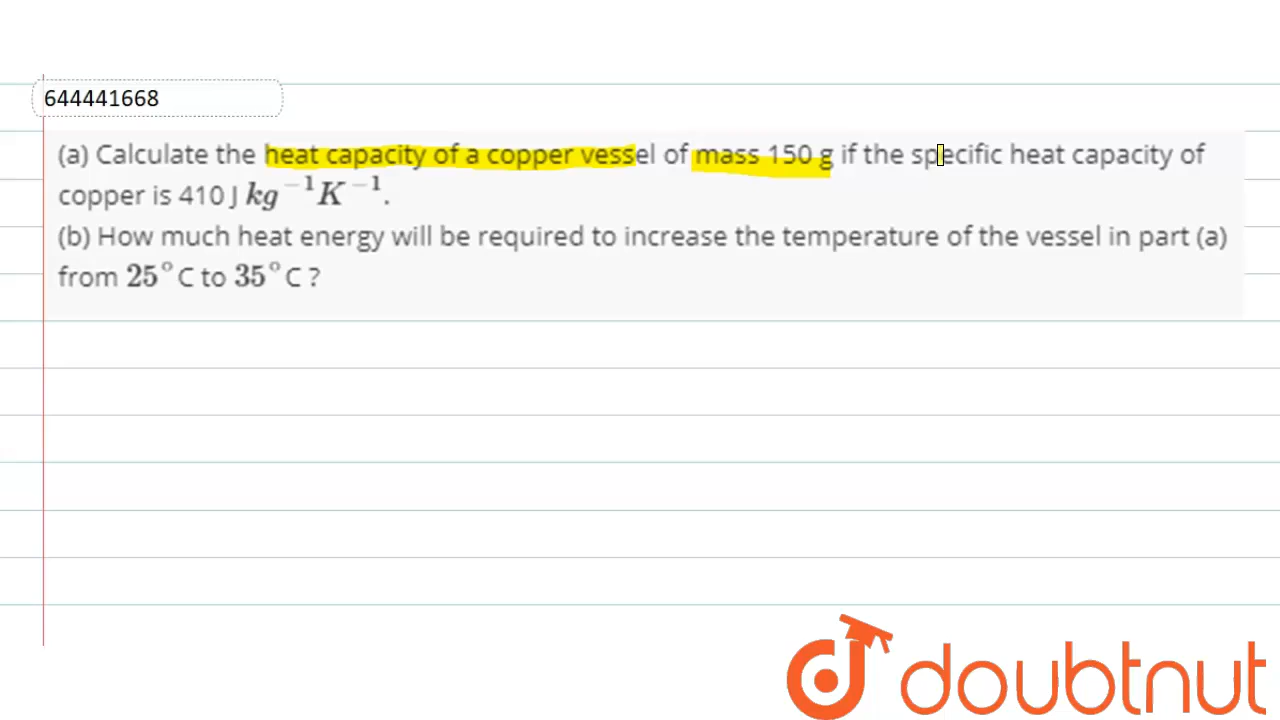 644441668
(a) Calculate the heat capacity of a copper vessel of mass 150 g if the specific heat capacity of
copper is 410 J kg⁻¹K⁻¹.
(b) How much heat energy will be required to increase the temperature of the vessel in part (a)
from 25°C to 35°C ?
doubtnut